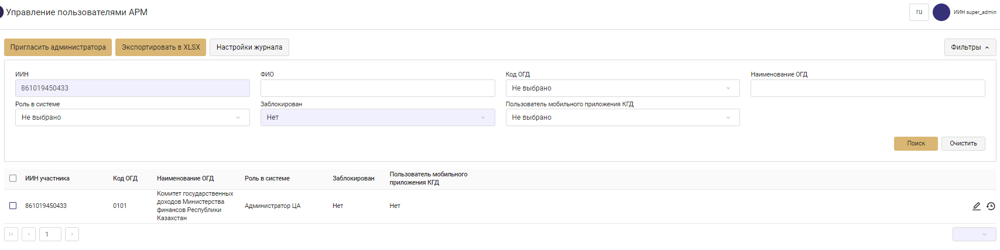 Управление пользователями АРМ
ru
ИИН super_admin
Пригласить администратора
Экспортировать в XLSX
Настройки журнала
Фильтры
ИИН
ФИО
Код ОГД
Наименование ОГД
861019450433
Не выбрано
Роль в системе
Заблокирован
Пользователь мобильного приложения КГД
Не выбрано
Нет
Не выбрано
Поиск
Очистить
ИИН участника
Код ОГД
Наименование ОГД
Роль в системе
Заблокирован
Пользователь мобильного
приложения КГД
861019450433
0101
Комитет государственных
доходов Министерства
финансов Республики
Казахстан
Администратор ЦА
Нет
Нет
1